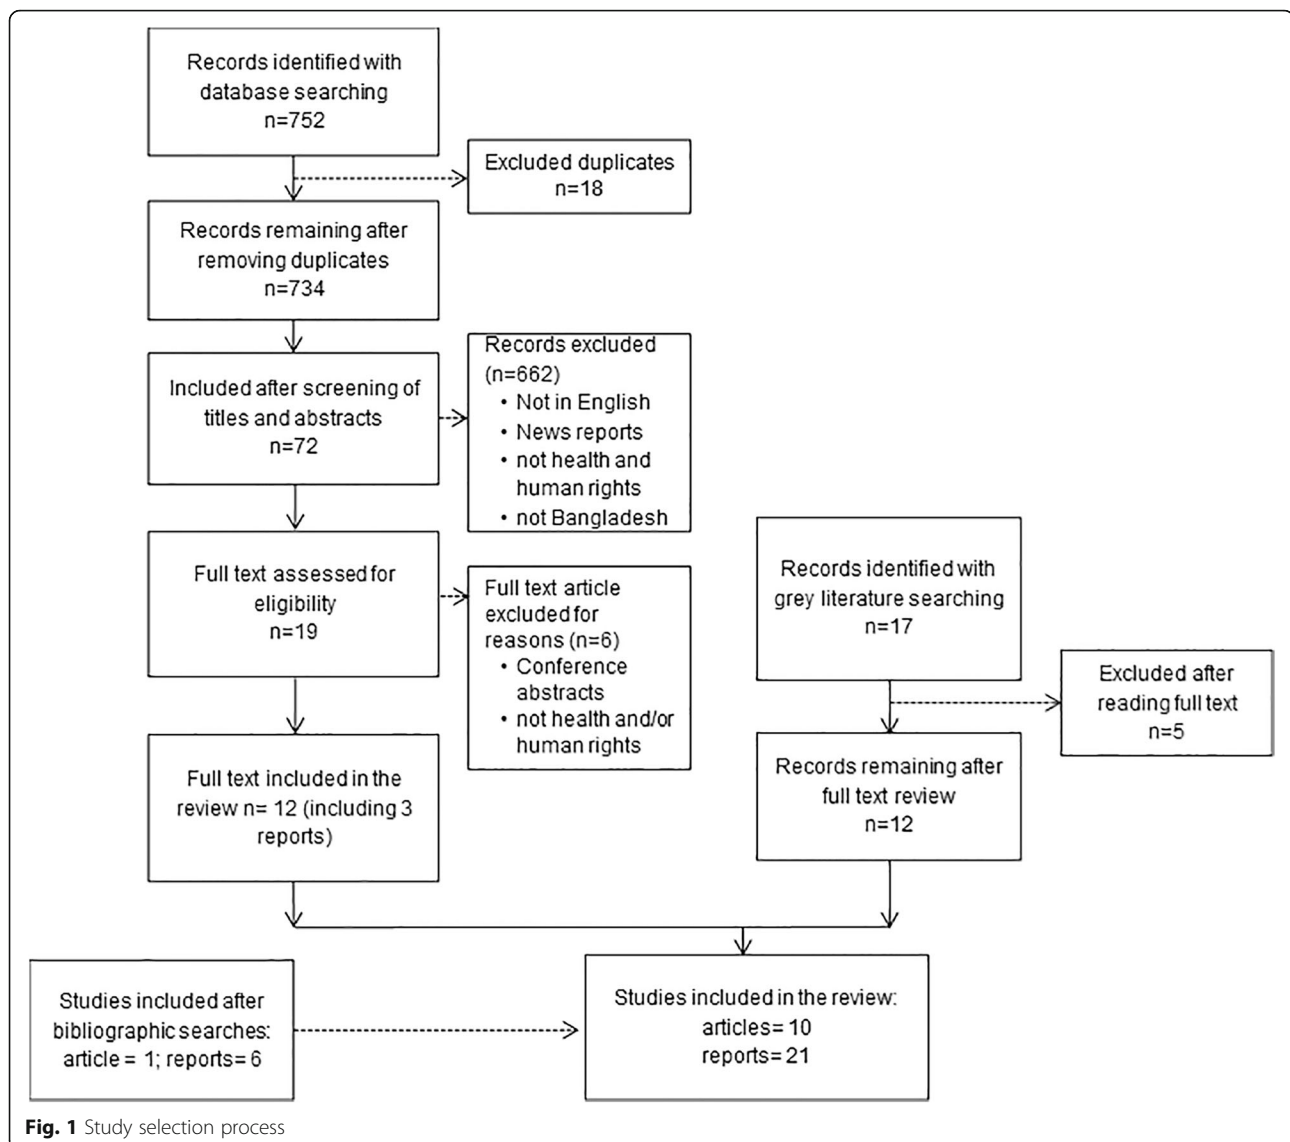 Records identified with
database searching
n=752
Excluded duplicates
n=18
Records remaining after
removing duplicates
n=734
Included after screening of
titles and abstracts
n=72
Records excluded
(n=662)
• Not in English
• News reports
• not health and
human rights
• not Bangladesh
Full text assessed for
eligibility
n=19
Full text article
excluded for
reasons (n=6)
• Conference
abstracts
• not health and/or
human rights
Records identified with
grey literature searching
n=17
Excluded after
reading full text
n=5
Full text included in the
review n= 12 (including 3
reports)
Records remaining after
full text review
n=12
Studies included after
bibliographic searches:
article = 1; reports= 6
Studies included in the review:
articles= 10
reports= 21
Fig. 1 Study selection process